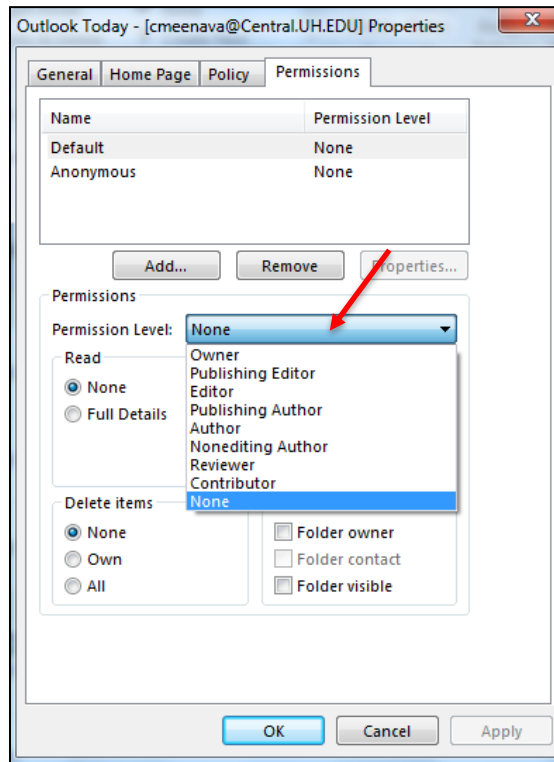 Outlook Today - [cmeenava@Central.UH.EDU] Properties
General Home Page Policy Permissions
Name Permission Level
Default None
Anonymous None
Add... Remove Properties...
Permissions
Permission Level: None
Read
None
Full Details
Owner
Publishing Editor
Editor
Publishing Author
Author
Nonediting Author
Reviewer
Contributor
None
Delete items
None
Own
All
Folder owner
Folder contact
Folder visible
OK Cancel Apply